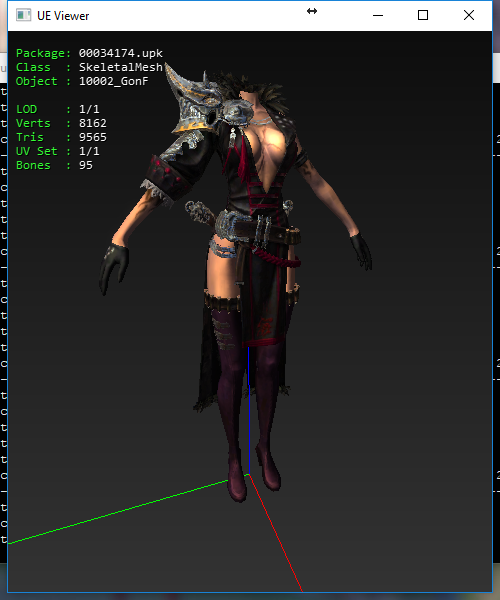 UE Viewer
Package: 00034174.upk
Class  : SkeletalMesh
Object : 10002_GonF
LOD    : 1/1
Verts  : 8162
Tris   : 9565
UV Set : 1/1
Bones  : 95